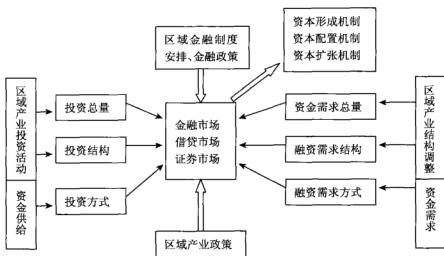 区域金融制度
安排、金融政策
资本形成机制
资本配置机制
资本扩张机制
区域产业投资活动
资金供给
投资总量
投资结构
投资方式
金融市场
借贷市场
证券市场
资金需求总量
融资需求结构
融资需求方式
区域产业结构调整
资金需求
区域产业政策